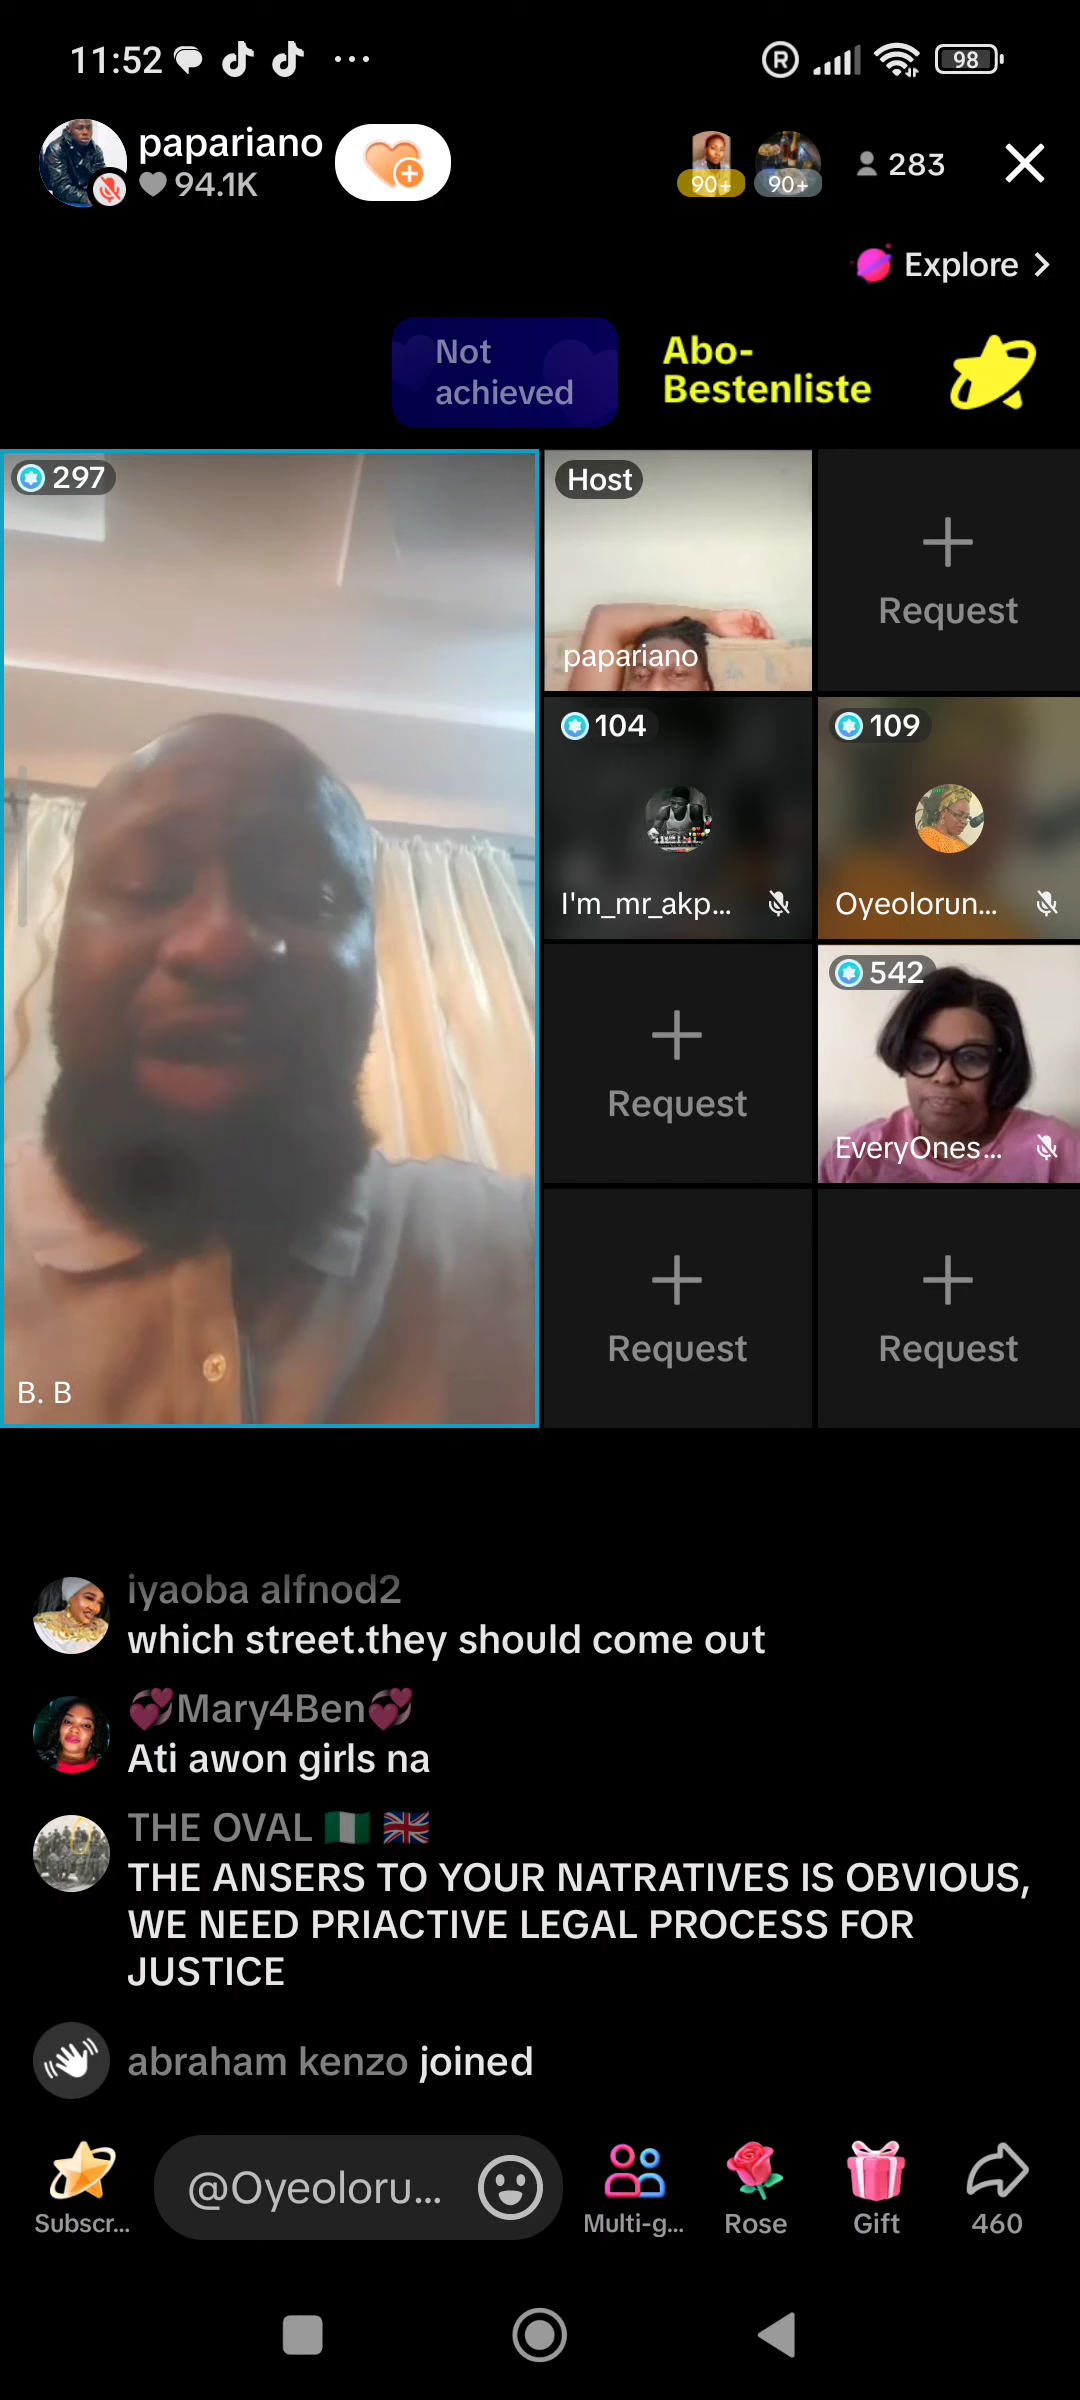 11:52
98
papariano
94.1K
90+
90+
283
Explore
Not
achieved
Abo-
Bestenliste
297
B. B
Host
papariano
Request
104
I'm_mr_akp...
109
Oyeolorun...
Request
542
EveryOnes...
Request
Request
iyaoba alfnod2
which street.they should come out
💞Mary4Ben💞
Ati awon girls na
THE OVAL 🇳🇬 🇬🇧
THE ANSERS TO YOUR NATRATIVES IS OBVIOUS,
WE NEED PRIACTIVE LEGAL PROCESS FOR
JUSTICE
abraham kenzo joined
@Oyeoloru...
Subscr...
Multi-g...
Rose
Gift
460